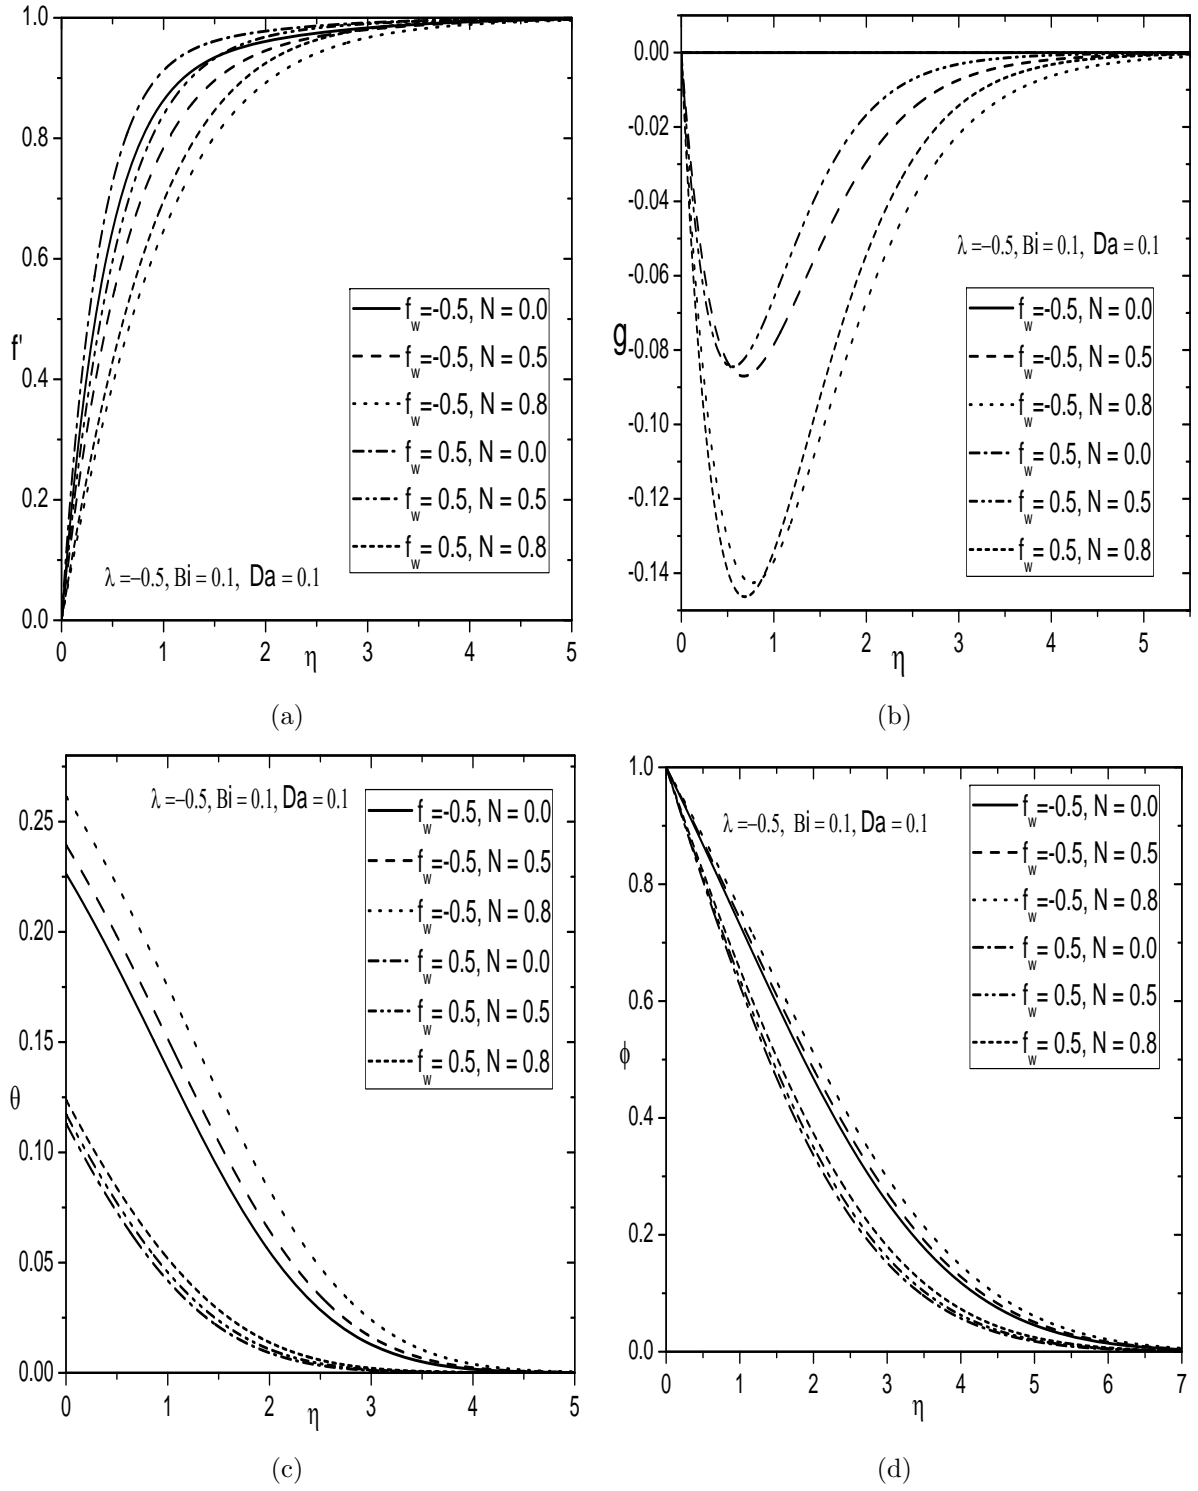 1.0
0.8
0.6
0.4
0.2
0.0
f'
λ=-0.5, Bi = 0.1, Da = 0.1
f_w=-0.5, N = 0.0
f_w=-0.5, N = 0.5
f_w=-0.5, N = 0.8
f_w= 0.5, N = 0.0
f_w= 0.5, N = 0.5
f_w= 0.5, N = 0.8
0 1 2 3 4 5
η
(a)
0.00
-0.02
-0.04
-0.06
-0.08
-0.10
-0.12
-0.14
g
λ=-0.5, Bi = 0.1, Da = 0.1
f_w=-0.5, N = 0.0
f_w=-0.5, N = 0.5
f_w=-0.5, N = 0.8
f_w= 0.5, N = 0.0
f_w= 0.5, N = 0.5
f_w= 0.5, N = 0.8
0 1 2 3 4 5
η
(b)
0.25
0.20
0.15
0.10
0.05
0.00
θ
λ=-0.5, Bi = 0.1, Da = 0.1
f_w=-0.5, N = 0.0
f_w=-0.5, N = 0.5
f_w=-0.5, N = 0.8
f_w= 0.5, N = 0.0
f_w= 0.5, N = 0.5
f_w= 0.5, N = 0.8
0 1 2 3 4 5
η
(c)
1.0
0.8
0.6
0.4
0.2
0.0
ϕ
λ=-0.5, Bi = 0.1, Da = 0.1
f_w=-0.5, N = 0.0
f_w=-0.5, N = 0.5
f_w=-0.5, N = 0.8
f_w= 0.5, N = 0.0
f_w= 0.5, N = 0.5
f_w= 0.5, N = 0.8
0 1 2 3 4 5 6 7
η
(d)